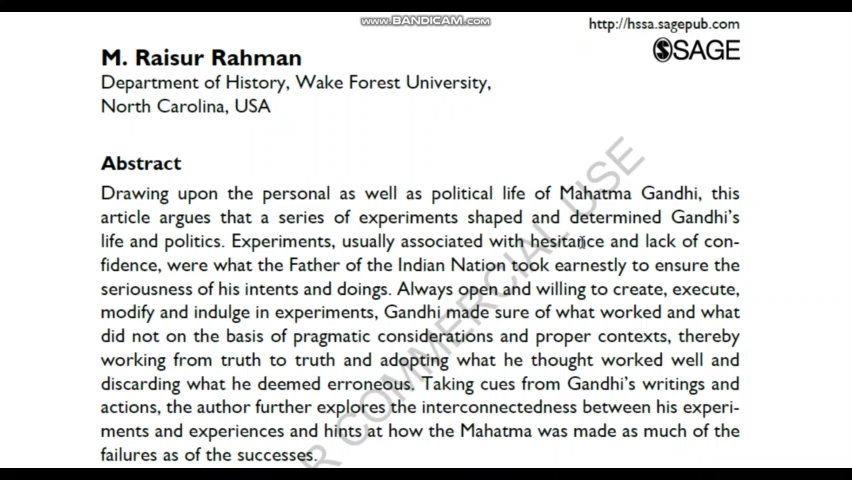 www.BANDICAM.com
http://hssa.sagepub.com
SAGE
M. Raisur Rahman
Department of History, Wake Forest University,
North Carolina, USA
Abstract
Drawing upon the personal as well as political life of Mahatma Gandhi, this
article argues that a series of experiments shaped and determined Gandhi's
life and politics. Experiments, usually associated with hesitance and lack of con-
fidence, were what the Father of the Indian Nation took earnestly to ensure the
seriousness of his intents and doings. Always open and willing to create, execute,
modify and indulge in experiments, Gandhi made sure of what worked and what
did not on the basis of pragmatic considerations and proper contexts, thereby
working from truth to truth and adopting what he thought worked well and
discarding what he deemed erroneous. Taking cues from Gandhi's writings and
actions, the author further explores the interconnectedness between his experi-
ments and experiences and hints at how the Mahatma was made as much of the
failures as of the successes.
R COMMERCIAL USE